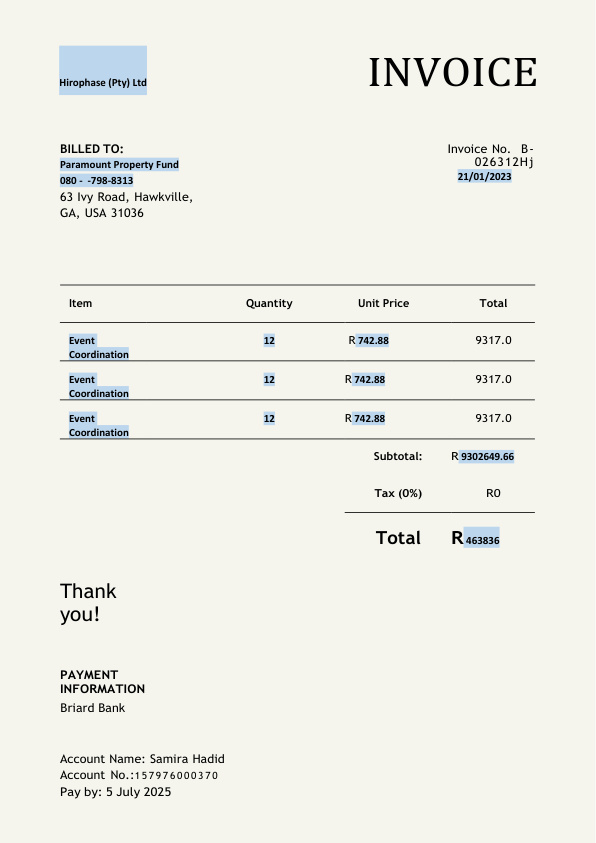 Hirophase (Pty) Ltd
INVOICE
BILLED TO:
Paramount Property Fund
080 - -798-8313
63 Ivy Road, Hawkville,
GA, USA 31036
Invoice No. B-
026312Hj
21/01/2023
Item Quantity Unit Price Total
Event
Coordination
12 R 742.88 9317.0
Event
Coordination
12 R 742.88 9317.0
Event
Coordination
12 R 742.88 9317.0
Subtotal: R 9302649.66
Tax (0%) R0
Total R 463836
Thank
you!
PAYMENT
INFORMATION
Briard Bank
Account Name: Samira Hadid
Account No.:157976000370
Pay by: 5 July 2025